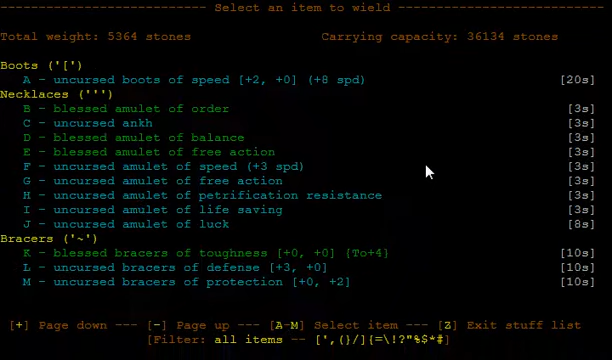 -------------------------- Select an item to wield --------------------------
Total weight: 5364 stones Carrying capacity: 36134 stones
Boots ('[')
A - uncursed boots of speed [+2, +0] (+8 spd) [20s]
Necklaces (''')
B - blessed amulet of order [3s]
C - uncursed ankh [3s]
D - blessed amulet of balance [3s]
E - blessed amulet of free action [3s]
F - uncursed amulet of speed (+3 spd) [3s]
G - uncursed amulet of free action [3s]
H - uncursed amulet of petrification resistance [3s]
I - uncursed amulet of life saving [3s]
J - uncursed amulet of luck [8s]
Bracers ('~')
K - blessed bracers of toughness [+0, +0] {To+4} [10s]
L - uncursed bracers of defense [+3, +0] [10s]
M - uncursed bracers of protection [+0, +2] [10s]
[+] Page down --- [-] Page up --- [A-M] Select item --- [Z] Exit stuff list
[Filter: all items -- [',(}/]{=\!?"%$*#]